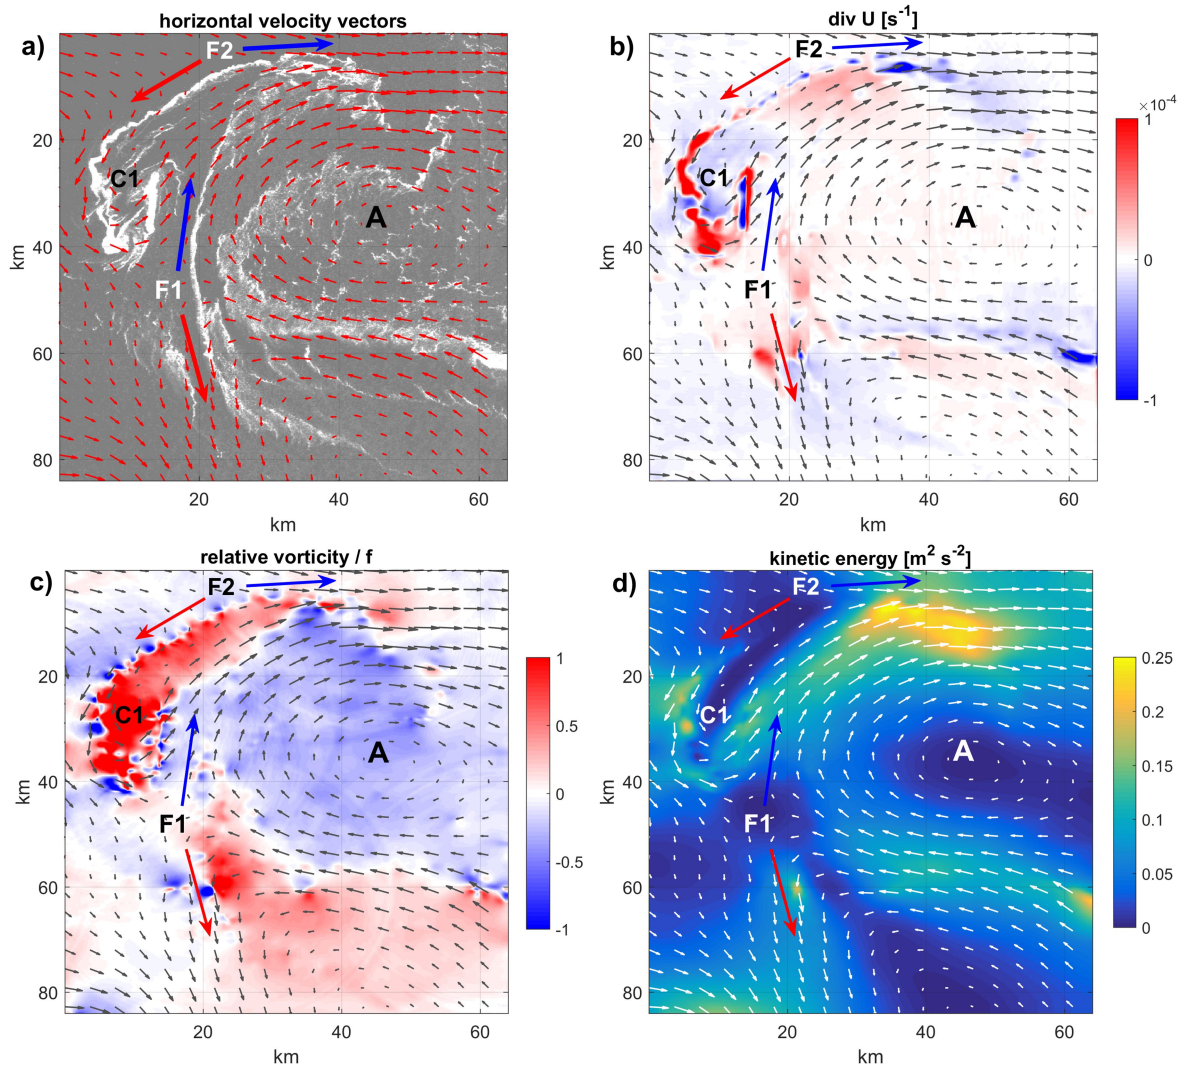 horizontal velocity vectors
a)
F2
C1
A
F1
20
40
60
80
km
20
40
60
km
div U [s-1]
b)
F2
C1
A
F1
20
40
60
80
km
20
40
60
km
×10-4
1
0
-1
relative vorticity / f
c)
F2
C1
A
F1
20
40
60
80
km
20
40
60
km
1
0.5
0
-0.5
-1
kinetic energy [m2 s-2]
d)
F2
C1
A
F1
20
40
60
80
km
20
40
60
km
0.25
0.2
0.15
0.1
0.05
0